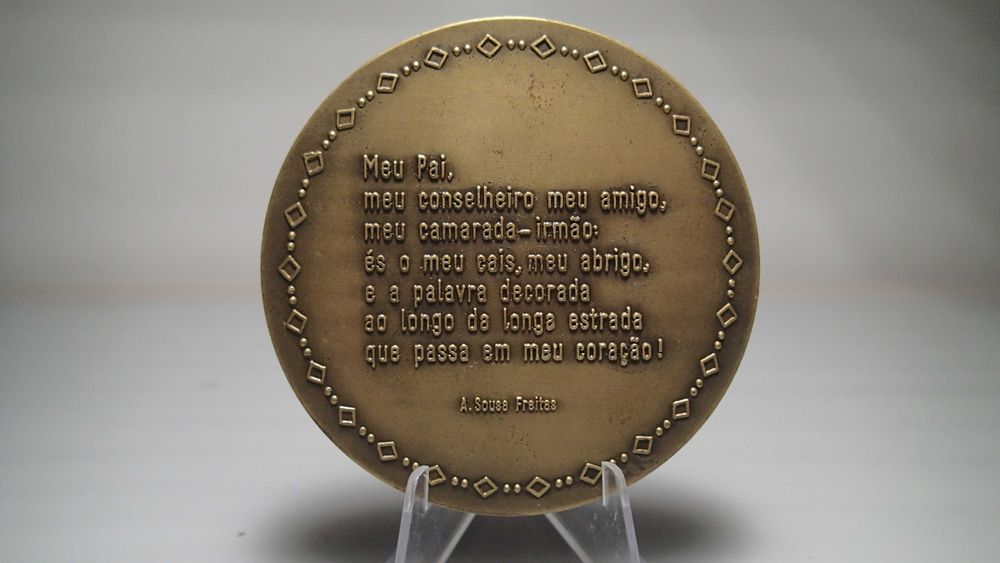 Meu Pai,
meu conselheiro meu amigo,
meu camarada-irmão:
és o meu cais, meu abrigo,
e a palavra decorada
ao longo da longa estrada
que passa em meu coração!
A. Sousa Freitas